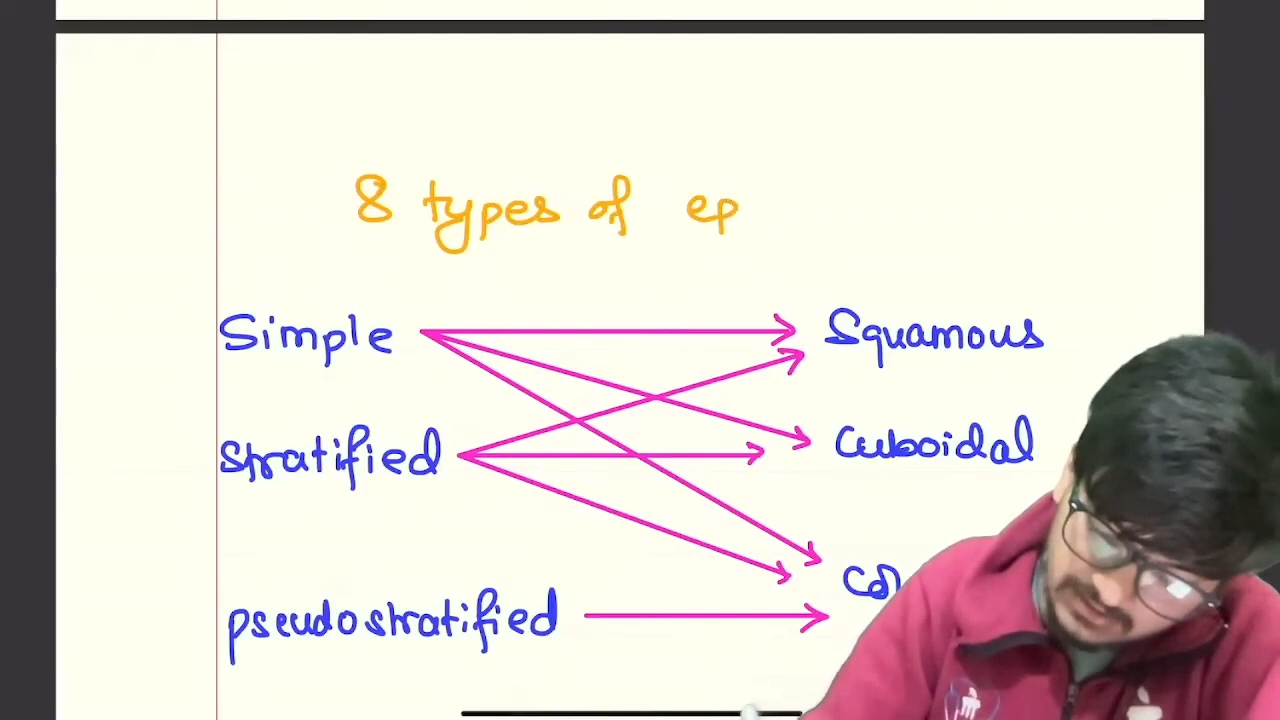 8 types of ep
Simple Squamous
stratified cuboidal
pseudostratified